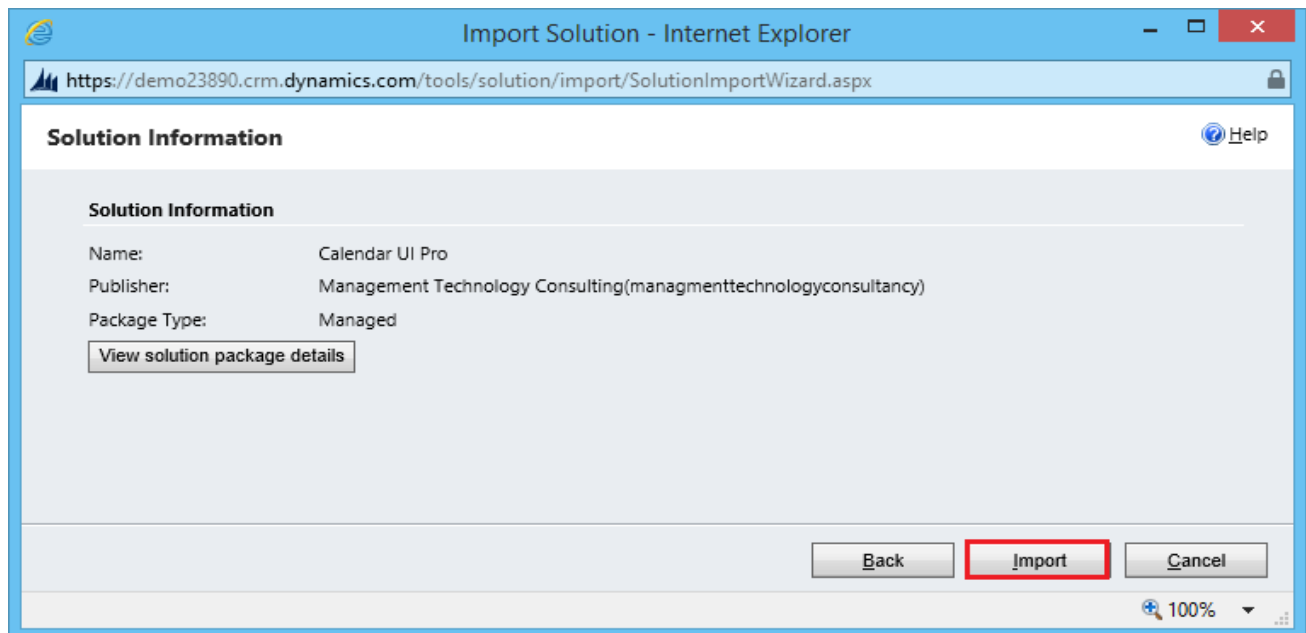 Import Solution - Internet Explorer
https://demo23890.crm.dynamics.com/tools/solution/import/SolutionImportWizard.aspx
Solution Information
Help
Solution Information
Name: Calendar UI Pro
Publisher: Management Technology Consulting(managmenttechnologyconsultancy)
Package Type: Managed
View solution package details
Back Import Cancel
100%